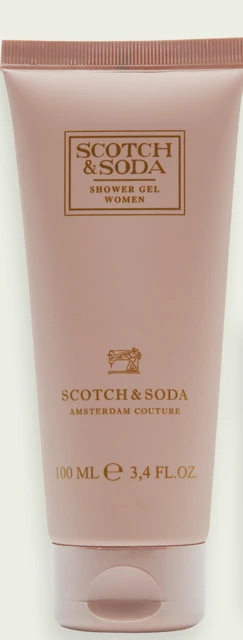 SCOTCH
& SODA
SHOWER GEL
WOMEN
SCOTCH & SODA
AMSTERDAM COUTURE
100 ML ℮ 3,4 FL.OZ.